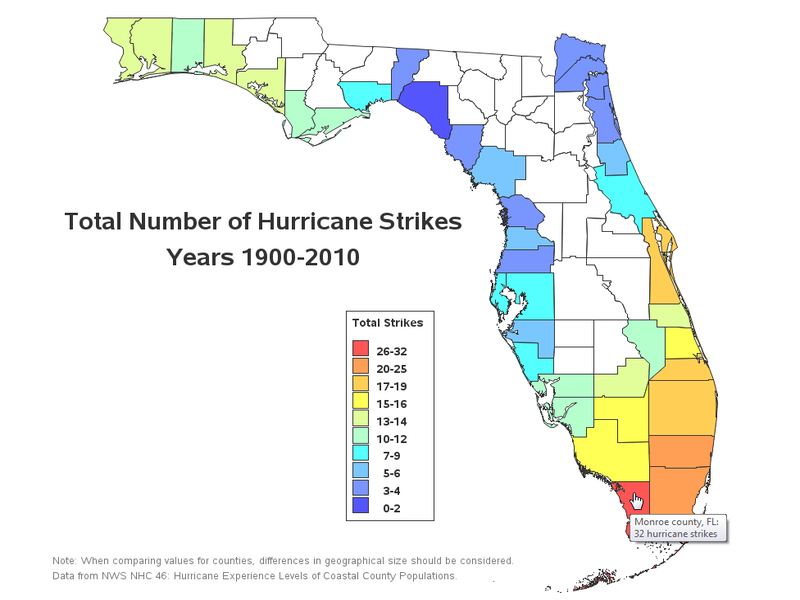 Total Number of Hurricane Strikes
Years 1900-2010
Total Strikes
26-32
20-25
17-19
15-16
13-14
10-12
7-9
5-6
3-4
0-2
Monroe county, FL:
32 hurricane strikes
Note: When comparing values for counties, differences in geographical size should be considered.
Data from NWS NHC 46: Hurricane Experience Levels of Coastal County Populations.